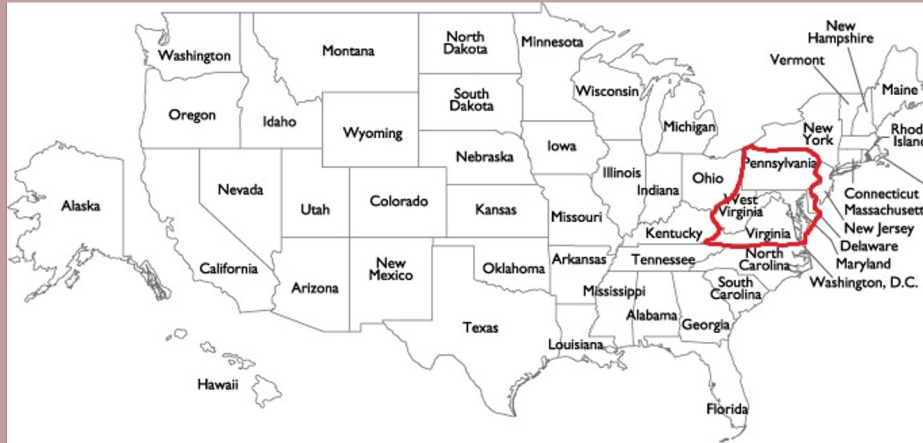 Washington
Montana
North
Dakota
Minnesota
New
Hampshire
Vermont
Maine
Oregon
Idaho
South
Dakota
Wisconsin
Michigan
New
York
Rhod
Island
Wyoming
Nebraska
Iowa
Illinois
Indiana
Ohio
Pennsylvania
Connecticut
Massachusett
New Jersey
Delaware
Maryland
Washington, D.C.
Nevada
Utah
Colorado
Kansas
Missouri
Kentucky
West
Virginia
Virginia
Alaska
California
Arizona
New
Mexico
Oklahoma
Arkansas
Tennessee
North
Carolina
South
Carolina
Texas
Louisiana
Mississippi
Alabama
Georgia
Florida
Hawaii